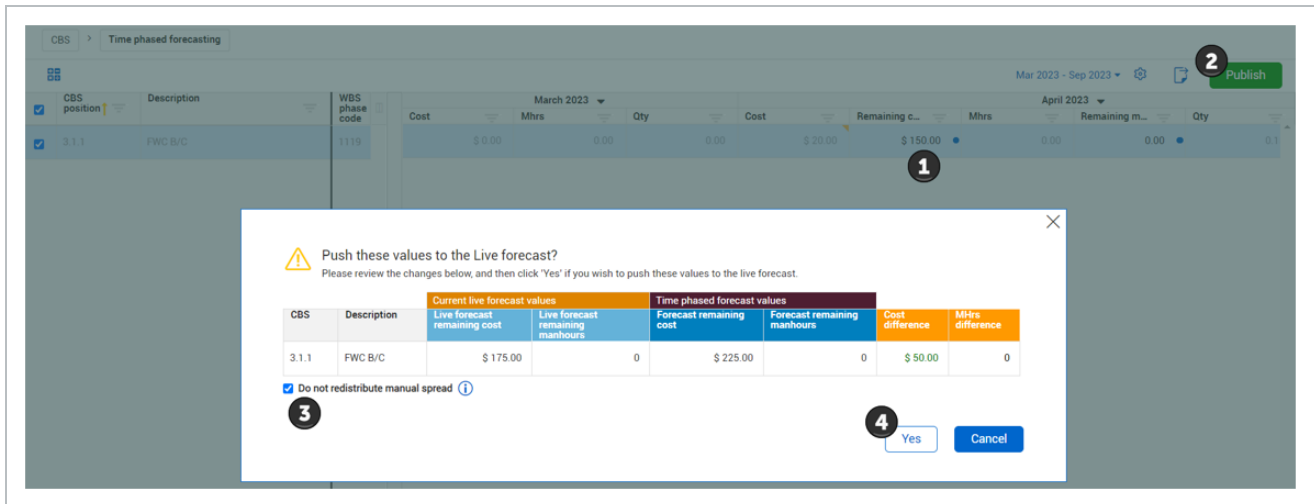 CBS > Time phased forecasting
Mar 2023 - Sep 2023
2
Publish
CBS position
Description
WBS phase code
March 2023
April 2023
Cost
Mhrs
Qty
Cost
Remaining c...
Mhrs
Remaining m...
Qty
3.1.1
FWC B/C
1119
$ 0.00
0.00
0.00
$ 20.00
$ 150.00
0.00
0.00
0.1
1
Push these values to the Live forecast?
Please review the changes below, and then click 'Yes' if you wish to push these values to the live forecast.
Current live forecast values
Time phased forecast values
CBS
Description
Live forecast remaining cost
Live forecast remaining manhours
Forecast remaining cost
Forecast remaining manhours
Cost difference
MHrs difference
3.1.1
FWC B/C
$ 175.00
0
$ 225.00
0
$ 50.00
0
Do not redistribute manual spread
3
4
Yes
Cancel